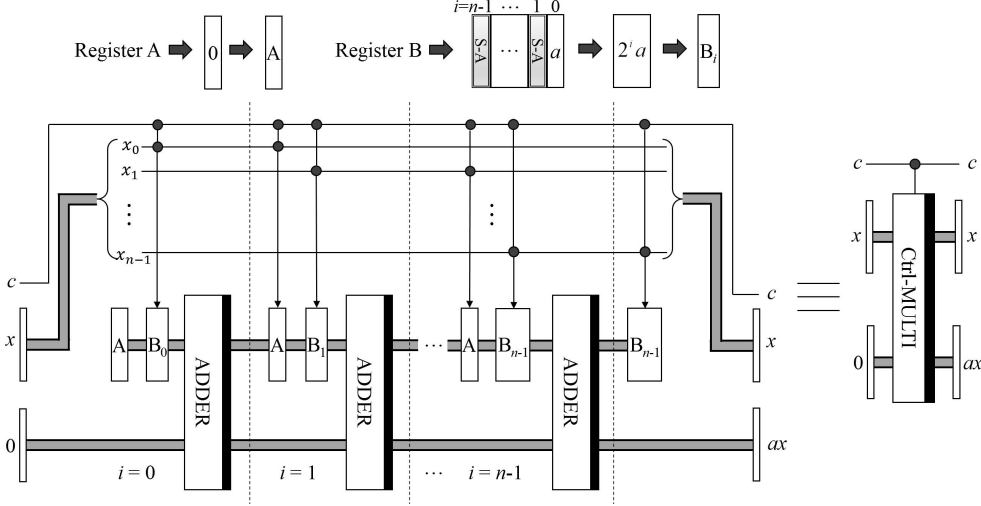 i=n-1 ··· 1 0
Register A 0 A Register B S-A ··· S-A a 2^i a B_i
x_0
x_1
⋮ ⋮
x_{n-1}
c c
x A B_0 ADDER A B_1 ADDER ··· A B_{n-1} ADDER B_{n-1} x
0 ax
i = 0 i = 1 ··· i = n-1
c c
x Ctrl-MULTI x
0 ax